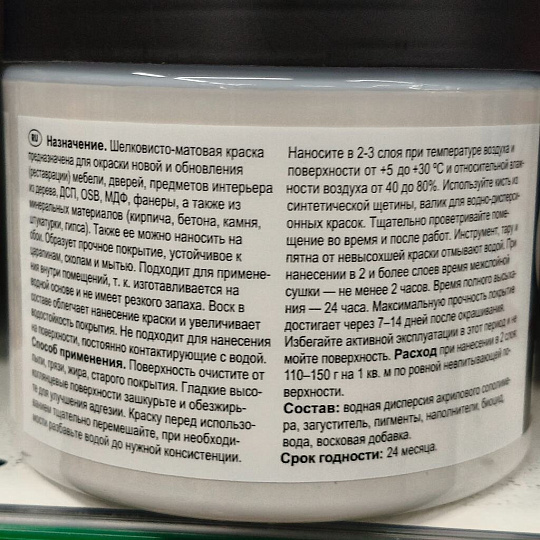 RU Назначение. Шелковисто-матовая краска
предназначена для окраски новой и обновления
(реставрации) мебели, дверей, предметов интерьера
из дерева, ДСП, OSB, МДФ, фанеры, а также из
минеральных материалов (кирпича, бетона, камня,
штукатурки, гипса). Также ее можно наносить на
обои. Образует прочное покрытие, устойчивое к
царапинам, сколам и мытью. Подходит для примене-
ния внутри помещений, т. к. изготавливается на
водной основе и не имеет резкого запаха. Воск в
составе облегчает нанесение краски и увеличивает
водостойкость покрытия. Не подходит для нанесения
на поверхности, постоянно контактирующие с водой.
Способ применения. Поверхность очистите от
пыли, грязи, жира, старого покрытия. Гладкие высо-
коглянцевые поверхности зашкурьте и обезжирь-
те для улучшения адгезии. Краску перед использо-
ванием тщательно перемешайте, при необходи-
мости разбавьте водой до нужной консистенции.
Наносите в 2-3 слоя при температуре воздуха и
поверхности от +5 до +30 °С и относительной влаж-
ности воздуха от 40 до 80%. Используйте кисть из
синтетической щетины, валик для водно-дисперси-
онных красок. Тщательно проветривайте поме-
щение во время и после работ. Инструмент, тару и
пятна от невысохшей краски отмывают водой. При
нанесении в 2 и более слоев время межслойной
сушки — не менее 2 часов. Время полного высыха-
ния — 24 часа. Максимальную прочность покрытие
достигает через 7–14 дней после окрашивания.
Избегайте активной эксплуатации в этот период и не
мойте поверхность. Расход при нанесении в 2 слоя:
110–150 г на 1 кв. м по ровной невпитывающей по-
верхности.
Состав: водная дисперсия акрилового сополиме-
ра, загуститель, пигменты, наполнители, биоцид,
вода, восковая добавка.
Срок годности: 24 месяца.